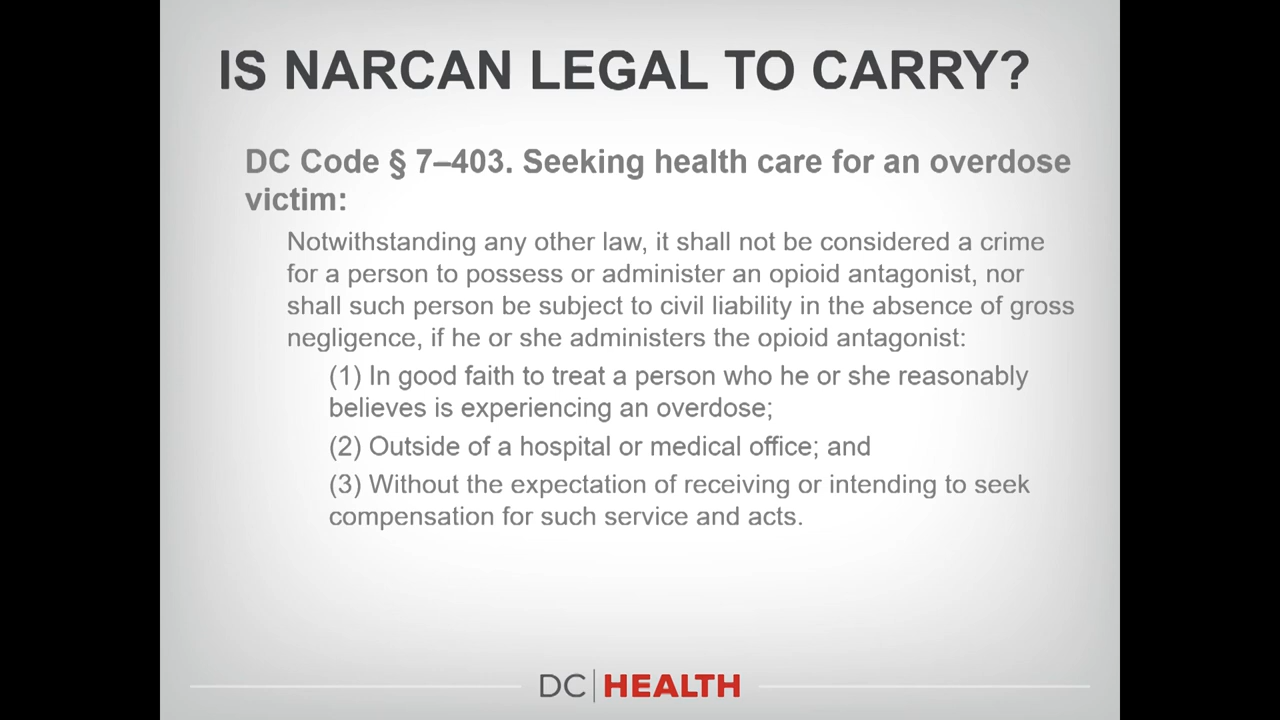 IS NARCAN LEGAL TO CARRY?
DC Code § 7–403. Seeking health care for an overdose
victim:
Notwithstanding any other law, it shall not be considered a crime
for a person to possess or administer an opioid antagonist, nor
shall such person be subject to civil liability in the absence of gross
negligence, if he or she administers the opioid antagonist:
(1) In good faith to treat a person who he or she reasonably
believes is experiencing an overdose;
(2) Outside of a hospital or medical office; and
(3) Without the expectation of receiving or intending to seek
compensation for such service and acts.
DC HEALTH